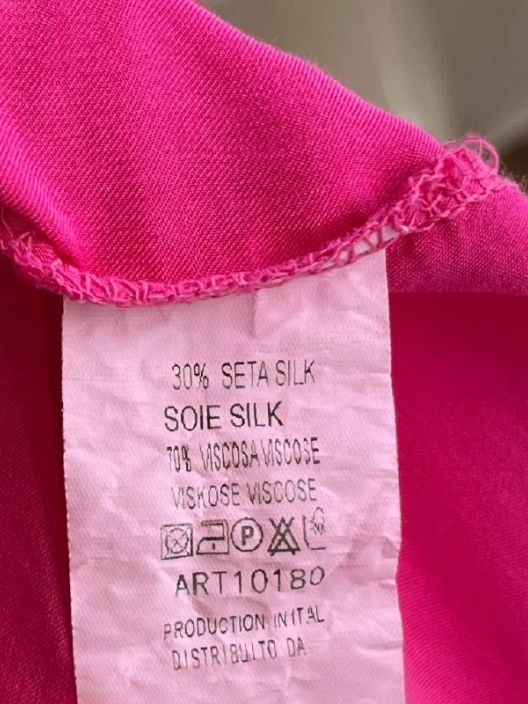 30% SETA SILK
SOIE SILK
70% VISCOSA VISCOSE
VISKOSE VISCOSE
P
ART10180
PRODUCTION IN ITAL
DISTRIBUITO DA